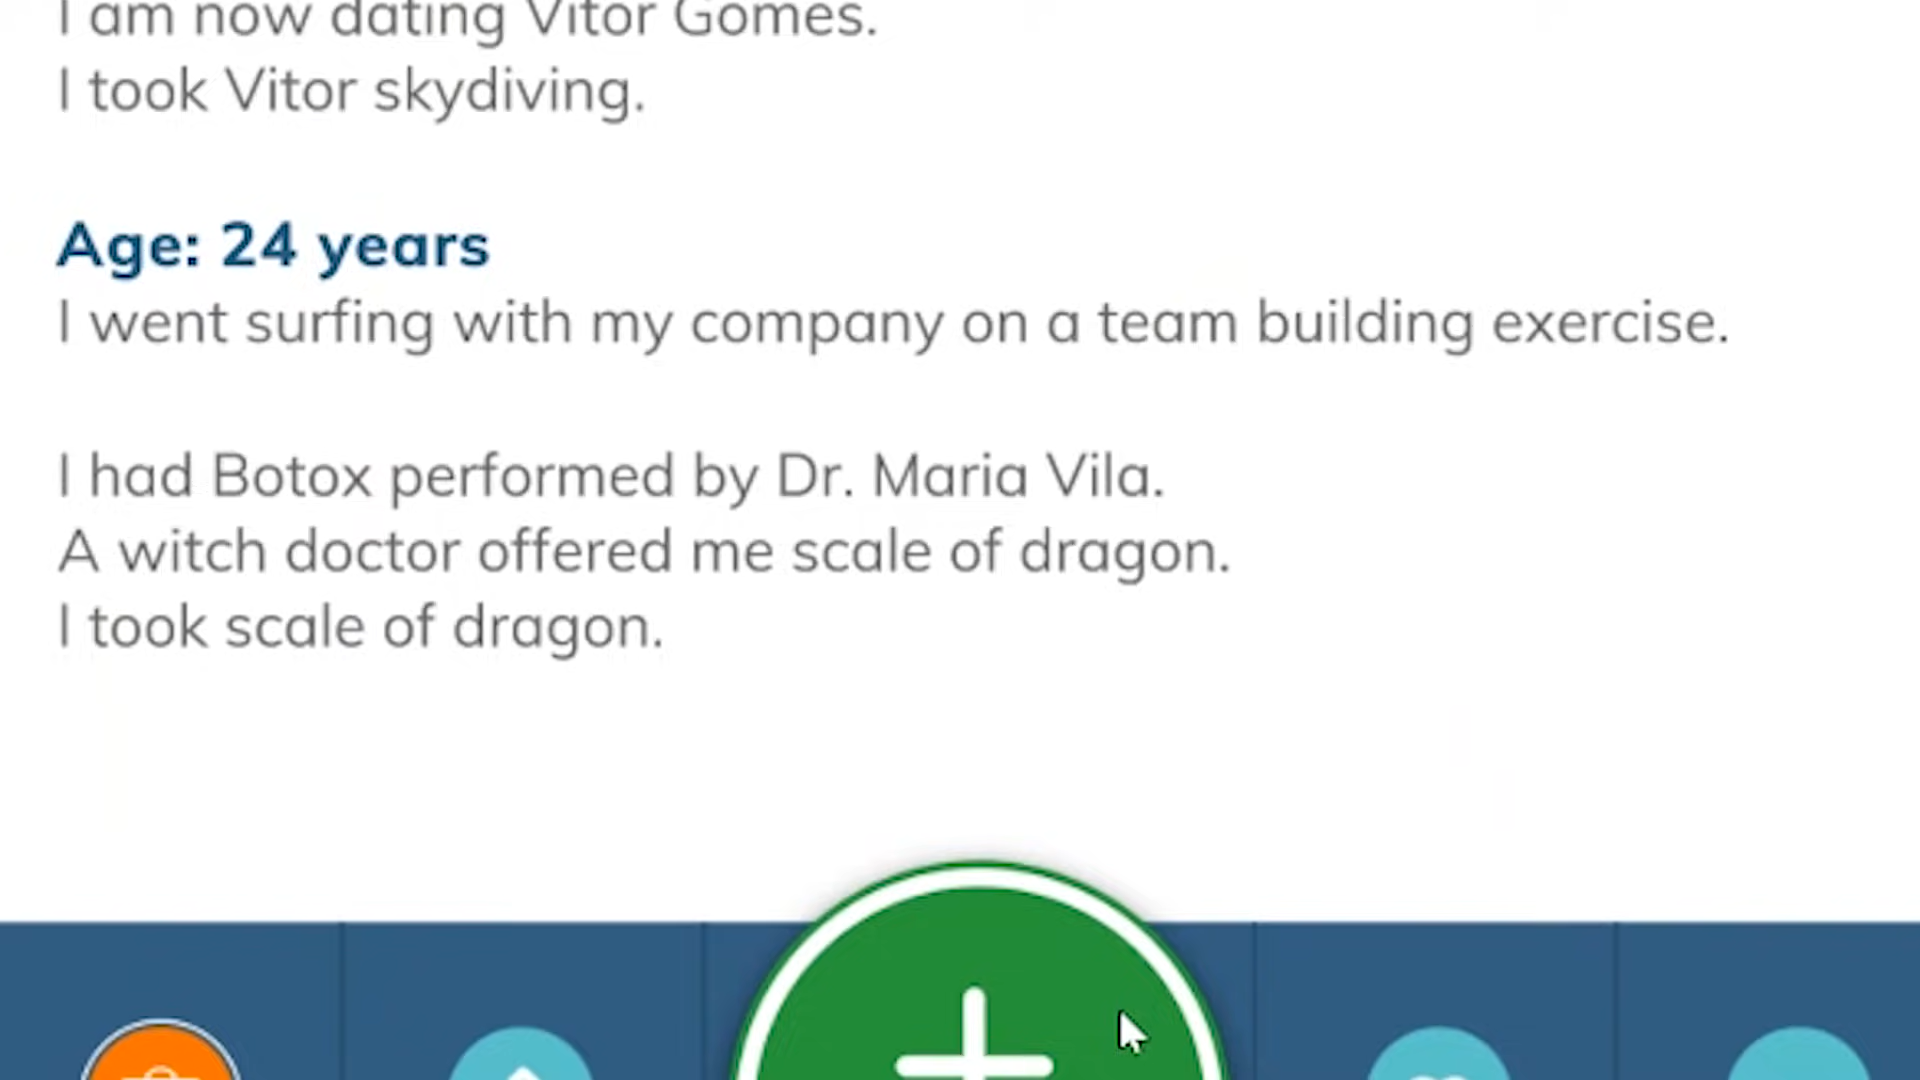 I am now dating Vitor Gomes.
I took Vitor skydiving.
Age: 24 years
I went surfing with my company on a team building exercise.
I had Botox performed by Dr. Maria Vila.
A witch doctor offered me scale of dragon.
I took scale of dragon.